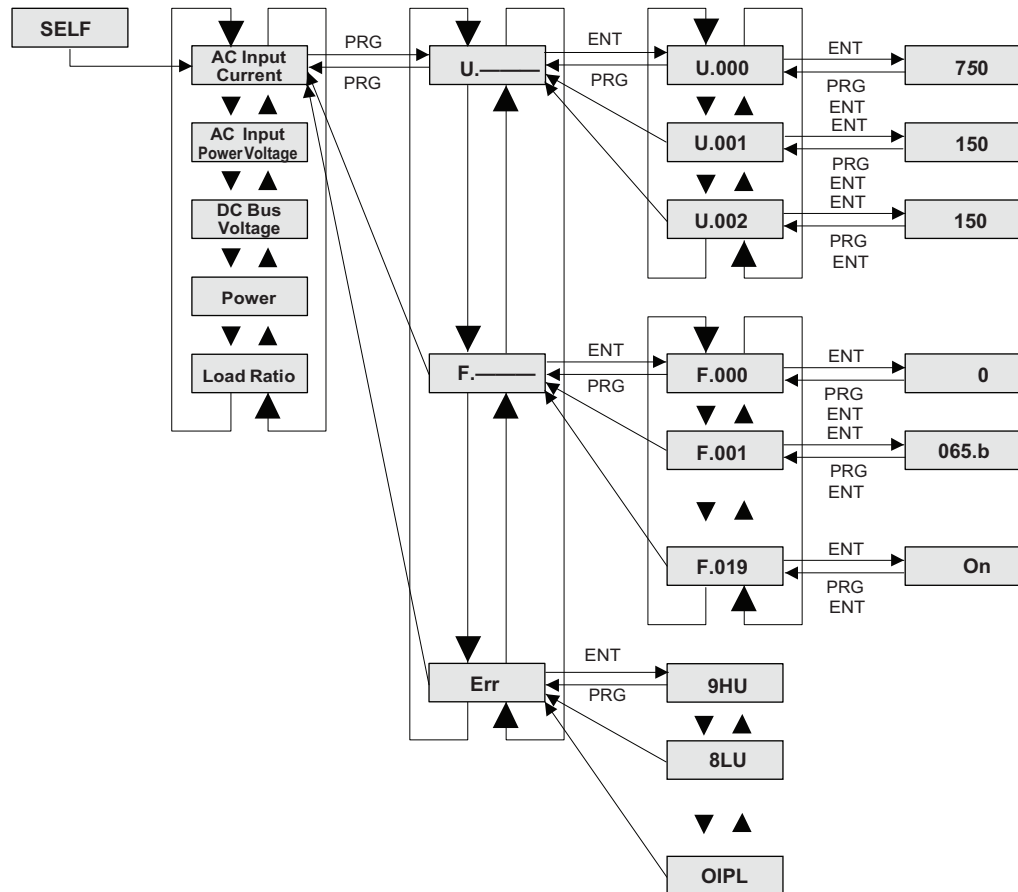 SELF
AC Input
Current
AC Input
Power Voltage
DC Bus
Voltage
Power
Load Ratio
PRG
PRG
U.———
ENT
PRG
U.000
ENT
PRG
ENT
750
U.001
ENT
PRG
ENT
150
U.002
ENT
PRG
ENT
150
F.———
ENT
PRG
F.000
ENT
PRG
ENT
0
F.001
ENT
PRG
ENT
065.b
F.019
ENT
PRG
ENT
On
Err
ENT
PRG
9HU
8LU
OIPL